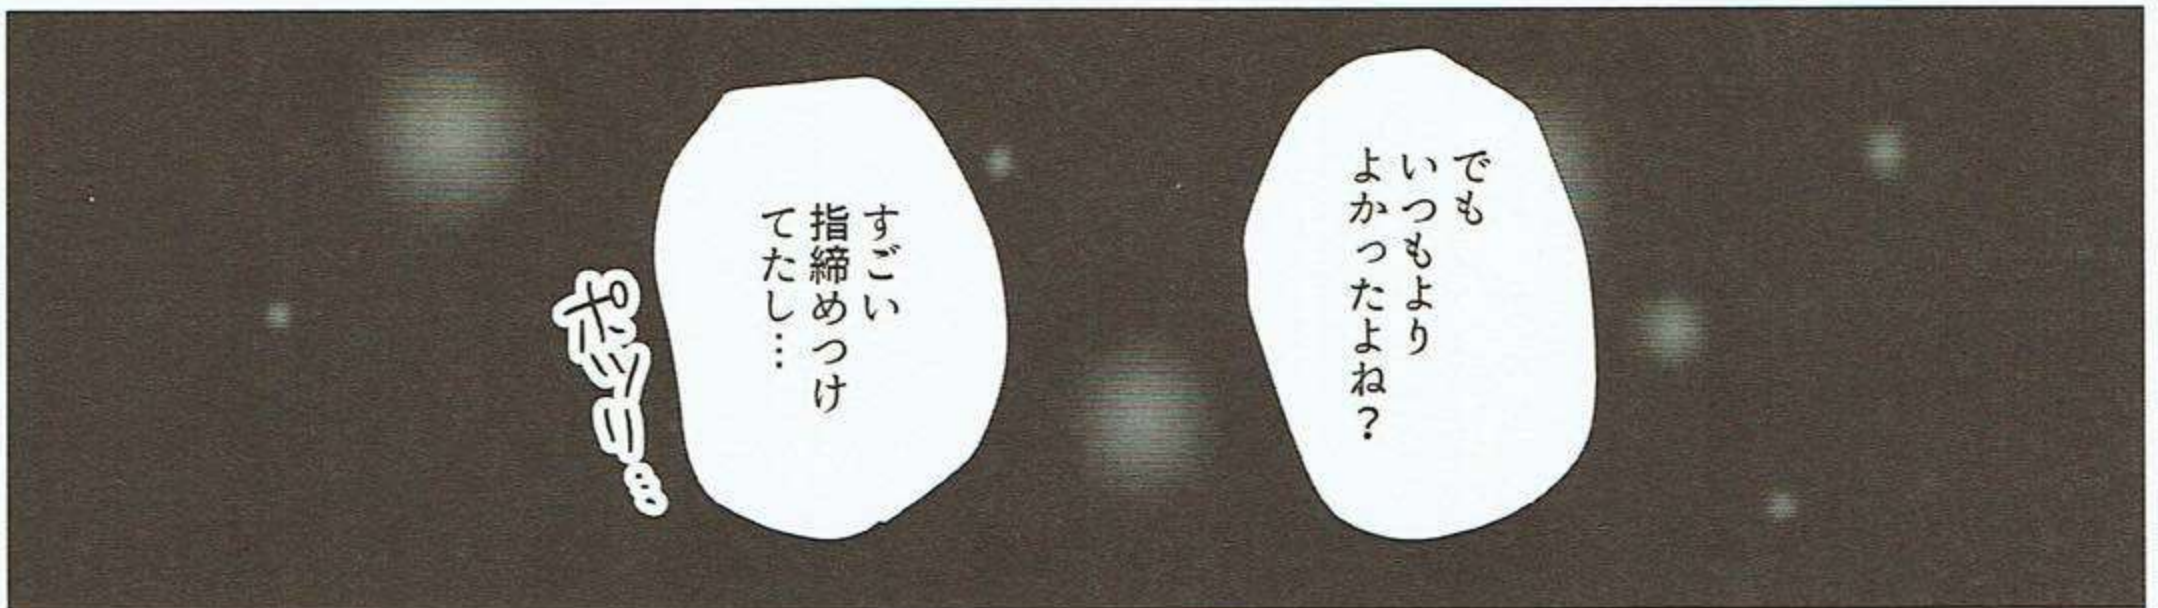 でも
いつもより
よかったよね？
すごい
指締めつけ
てたし…
ポツリ…